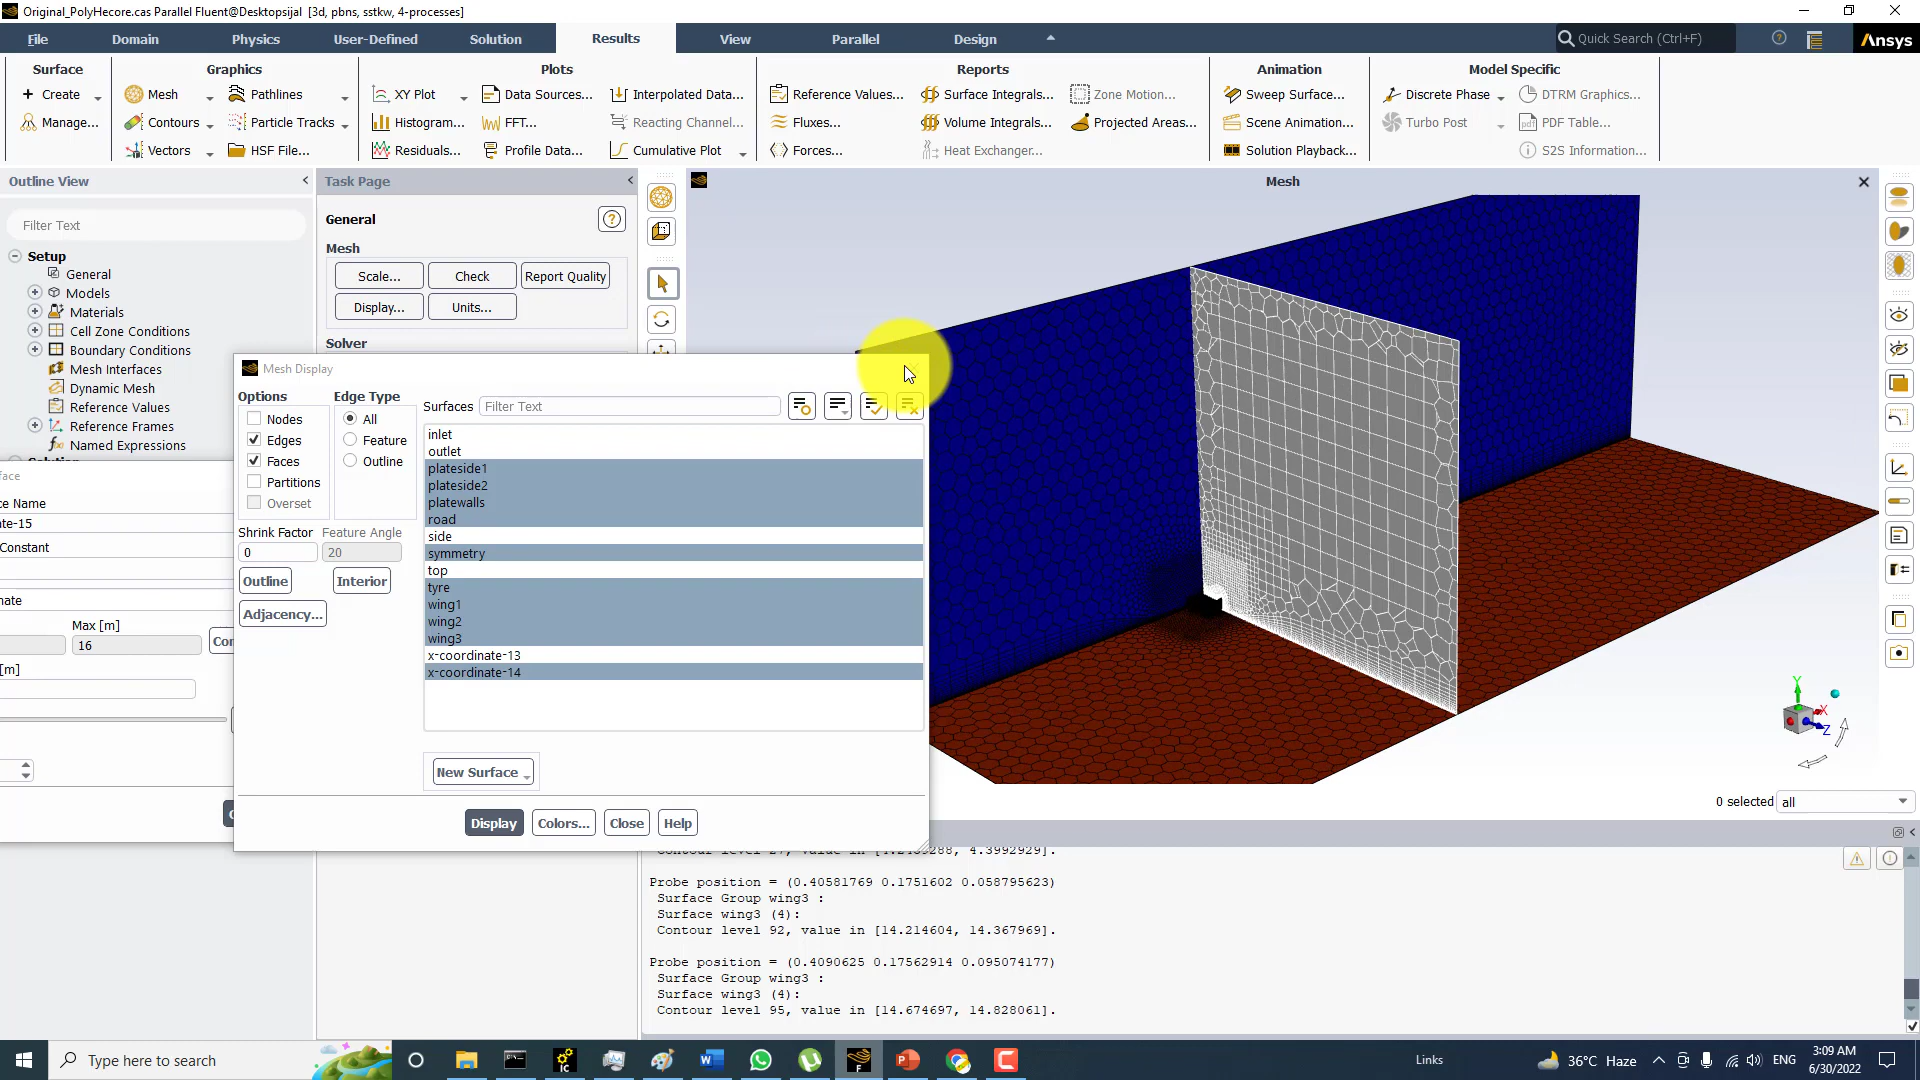 Original_PolyHecore.cas Parallel Fluent@Desktopsijal [3d, pbns, sstkw, 4-processes]
File Domain Physics User-Defined Solution Results View Parallel Design Quick Search (Ctrl+F) Ansys
Surface Graphics Plots Reports Animation Model Specific
Create Mesh Pathlines XY Plot Data Sources... Interpolated Data... Reference Values... Surface Integrals... Zone Motion... Sweep Surface... Discrete Phase DTRM Graphics...
Manage... Contours Particle Tracks Histogram... FFT... Reacting Channel... Fluxes... Volume Integrals... Projected Areas... Scene Animation... Turbo Post PDF Table...
Vectors HSF File... Residuals... Profile Data... Cumulative Plot Forces... Heat Exchanger... Solution Playback... S2S Information...
Outline View
Filter Text
Setup
General
Models
Materials
Cell Zone Conditions
Boundary Conditions
Mesh Interfaces
Dynamic Mesh
Reference Values
Reference Frames
Named Expressions
Task Page
General
Mesh
Scale... Check Report Quality
Display... Units...
Solver
Mesh
face
ce Name
ate-15
Constant
nate
Max [m]
16
Con
[m]
Mesh Display
Options
Nodes
Edges
Faces
Partitions
Overset
Edge Type
All
Feature
Outline
Shrink Factor Feature Angle
0 20
Outline Interior
Adjacency...
Surfaces Filter Text
inlet
outlet
plateside1
plateside2
platewalls
road
side
symmetry
top
tyre
wing1
wing2
wing3
x-coordinate-13
x-coordinate-14
New Surface
Display Colors... Close Help
Y
X
Z
0 selected all
4.3992929].
Probe position = (0.40581769 0.1751602 0.058795623)
Surface Group wing3 :
Surface wing3 (4):
Contour level 92, value in [14.214604, 14.367969].
Probe position = (0.4090625 0.17562914 0.095074177)
Surface Group wing3 :
Surface wing3 (4):
Contour level 95, value in [14.674697, 14.828061].
Type here to search
Links
36°C Haze
ENG
3:09 AM
6/30/2022